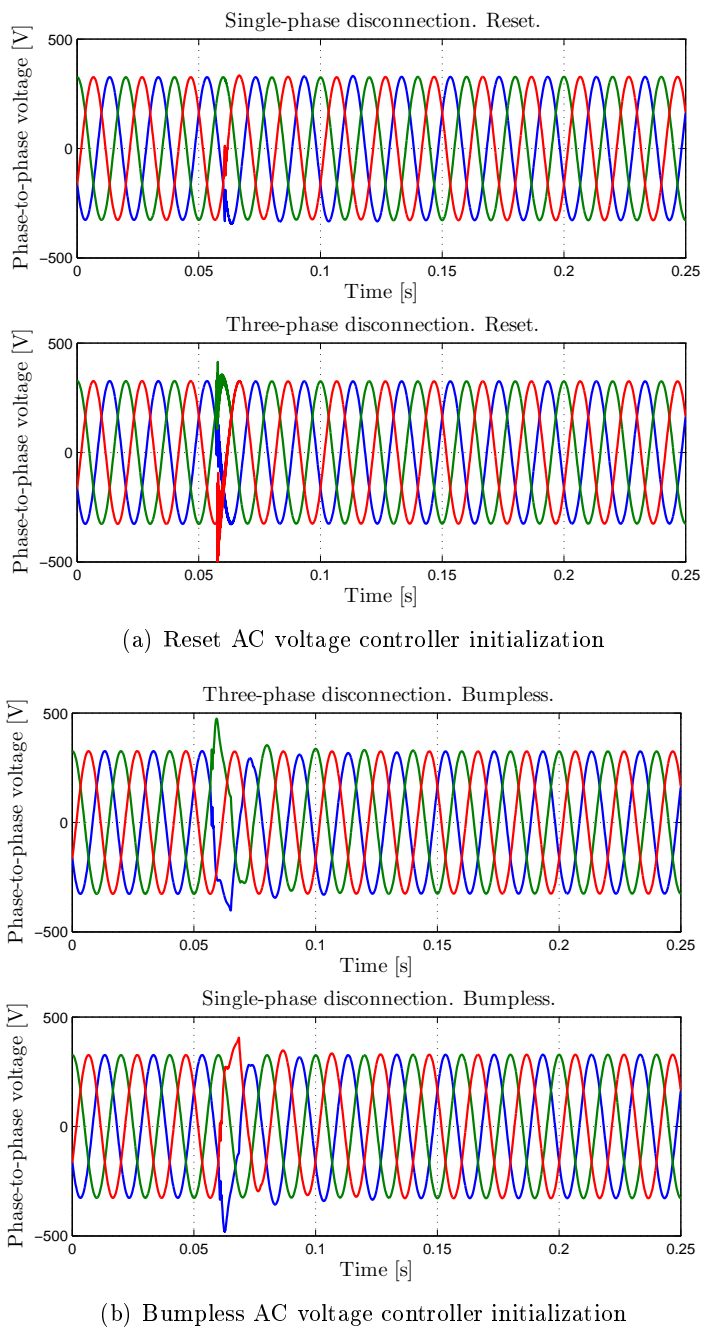 Single-phase disconnection. Reset.
Phase-to-phase voltage [V]
500
0
−500
0 0.05 0.1 0.15 0.2 0.25
Time [s]
Three-phase disconnection. Reset.
Phase-to-phase voltage [V]
500
0
−500
0 0.05 0.1 0.15 0.2 0.25
Time [s]
(a) Reset AC voltage controller initialization
Three-phase disconnection. Bumpless.
Phase-to-phase voltage [V]
500
0
−500
0 0.05 0.1 0.15 0.2 0.25
Time [s]
Single-phase disconnection. Bumpless.
Phase-to-phase voltage [V]
500
0
−500
0 0.05 0.1 0.15 0.2 0.25
Time [s]
(b) Bumpless AC voltage controller initialization